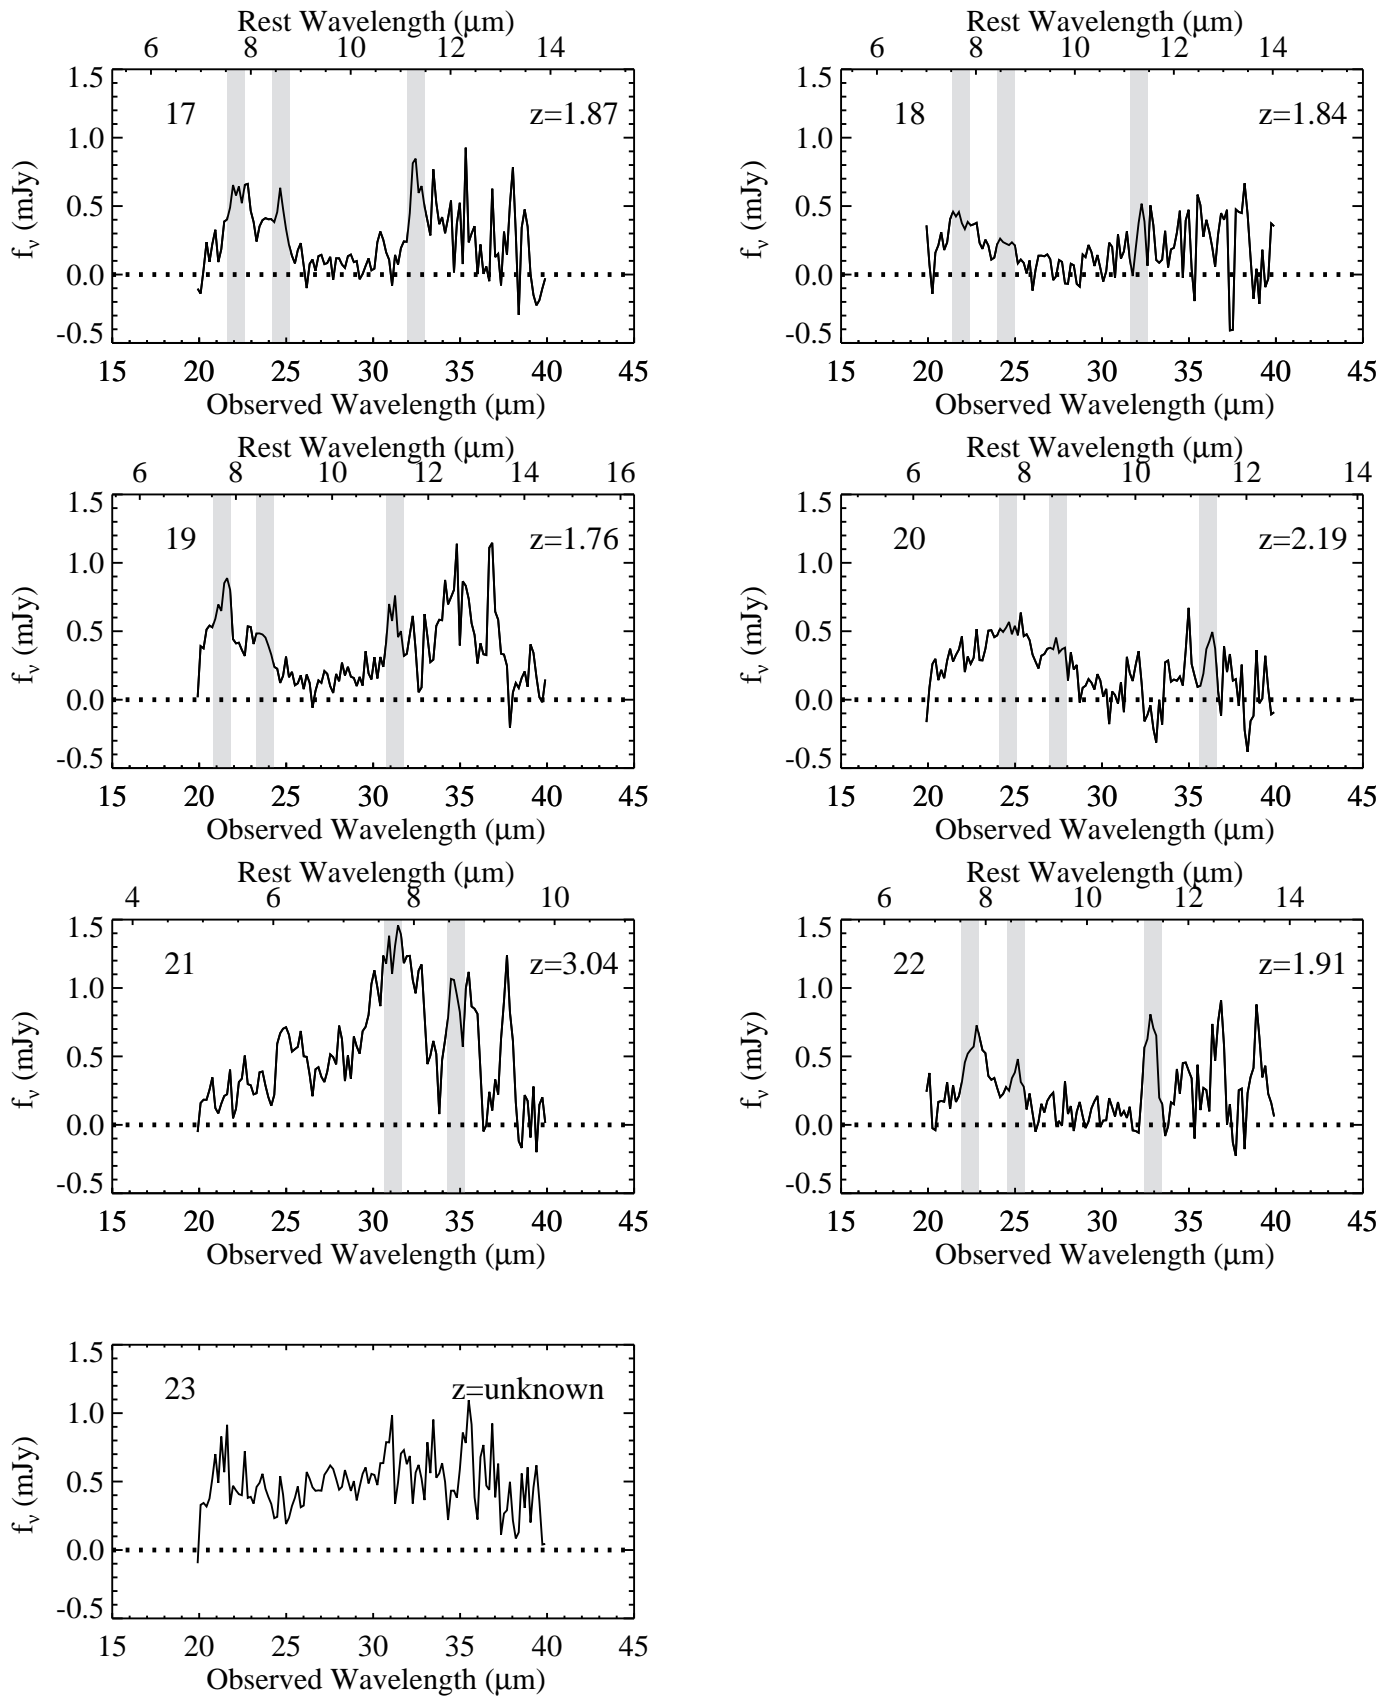 Rest Wavelength (μm)
6 8 10 12 14
1.5
17 z=1.87
1.0
0.5
0.0
-0.5
f_ν (mJy)
15 20 25 30 35 40 45
Observed Wavelength (μm)
Rest Wavelength (μm)
6 8 10 12 14
1.5
18 z=1.84
1.0
0.5
0.0
-0.5
f_ν (mJy)
15 20 25 30 35 40 45
Observed Wavelength (μm)
Rest Wavelength (μm)
6 8 10 12 14 16
1.5
19 z=1.76
1.0
0.5
0.0
-0.5
f_ν (mJy)
15 20 25 30 35 40 45
Observed Wavelength (μm)
Rest Wavelength (μm)
6 8 10 12 14
1.5
20 z=2.19
1.0
0.5
0.0
-0.5
f_ν (mJy)
15 20 25 30 35 40 45
Observed Wavelength (μm)
Rest Wavelength (μm)
4 6 8 10
1.5
21 z=3.04
1.0
0.5
0.0
-0.5
f_ν (mJy)
15 20 25 30 35 40 45
Observed Wavelength (μm)
Rest Wavelength (μm)
6 8 10 12 14
1.5
22 z=1.91
1.0
0.5
0.0
-0.5
f_ν (mJy)
15 20 25 30 35 40 45
Observed Wavelength (μm)
1.5
23 z=unknown
1.0
0.5
0.0
-0.5
f_ν (mJy)
15 20 25 30 35 40 45
Observed Wavelength (μm)